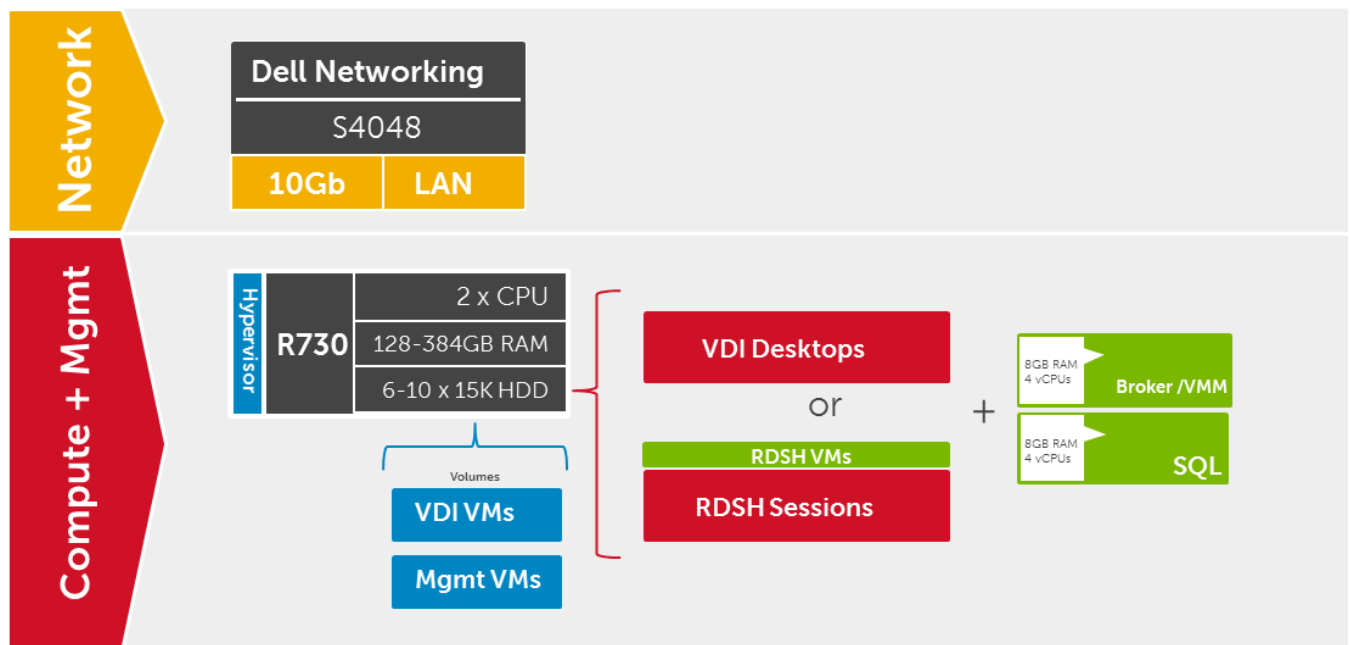 Network
Dell Networking
S4048
10Gb LAN
Compute + Mgmt
Hypervisor
R730
2 x CPU
128-384GB RAM
6-10 x 15K HDD
Volumes
VDI VMs
Mgmt VMs
VDI Desktops
or
RDSH VMs
RDSH Sessions
+
8GB RAM
4 vCPUs
Broker /VMM
8GB RAM
4 vCPUs
SQL